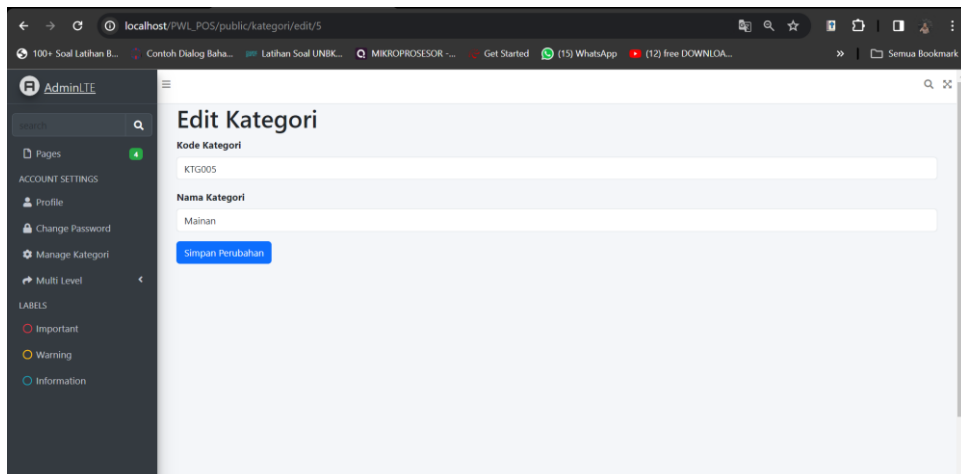 localhost/PWL_POS/public/kategori/edit/5
100+ Soal Latihan B... Contoh Dialog Baha... Latihan Soal UNBK... MIKROPROSESOR -... Get Started (15) WhatsApp (12) free DOWNLOA... » Semua Bookmark
AdminLTE
search
Pages 4
ACCOUNT SETTINGS
Profile
Change Password
Manage Kategori
Multi Level
LABELS
Important
Warning
Information
Edit Kategori
Kode Kategori
KTG005
Nama Kategori
Mainan
Simpan Perubahan